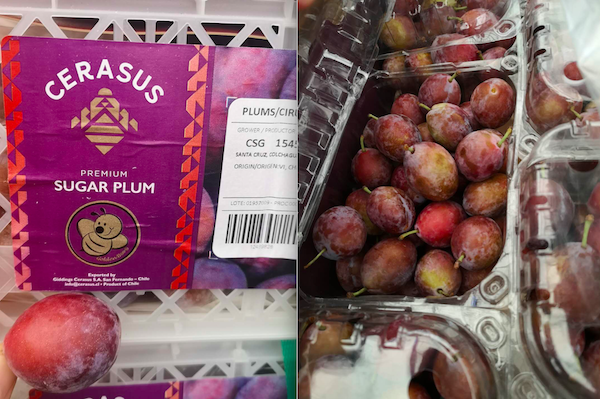 CERASUS
PREMIUM
SUGAR PLUM
Exported by
Giddings Cerasus S.A. San Fernando - Chile
info@cerasus.cl - Product of Chile
PLUMS/CIRU
GROWER / PRODUCTOR
CSG 154
SANTA CRUZ, COLCHAGUA
ORIGIN/ORIGEN VI, CH